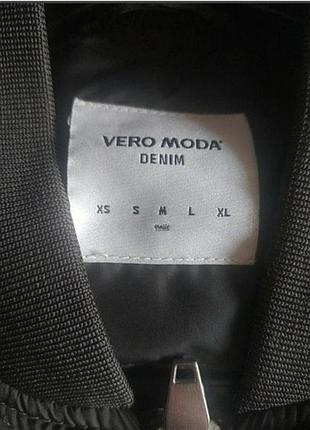 VERO MODA
DENIM
XS S M L XL